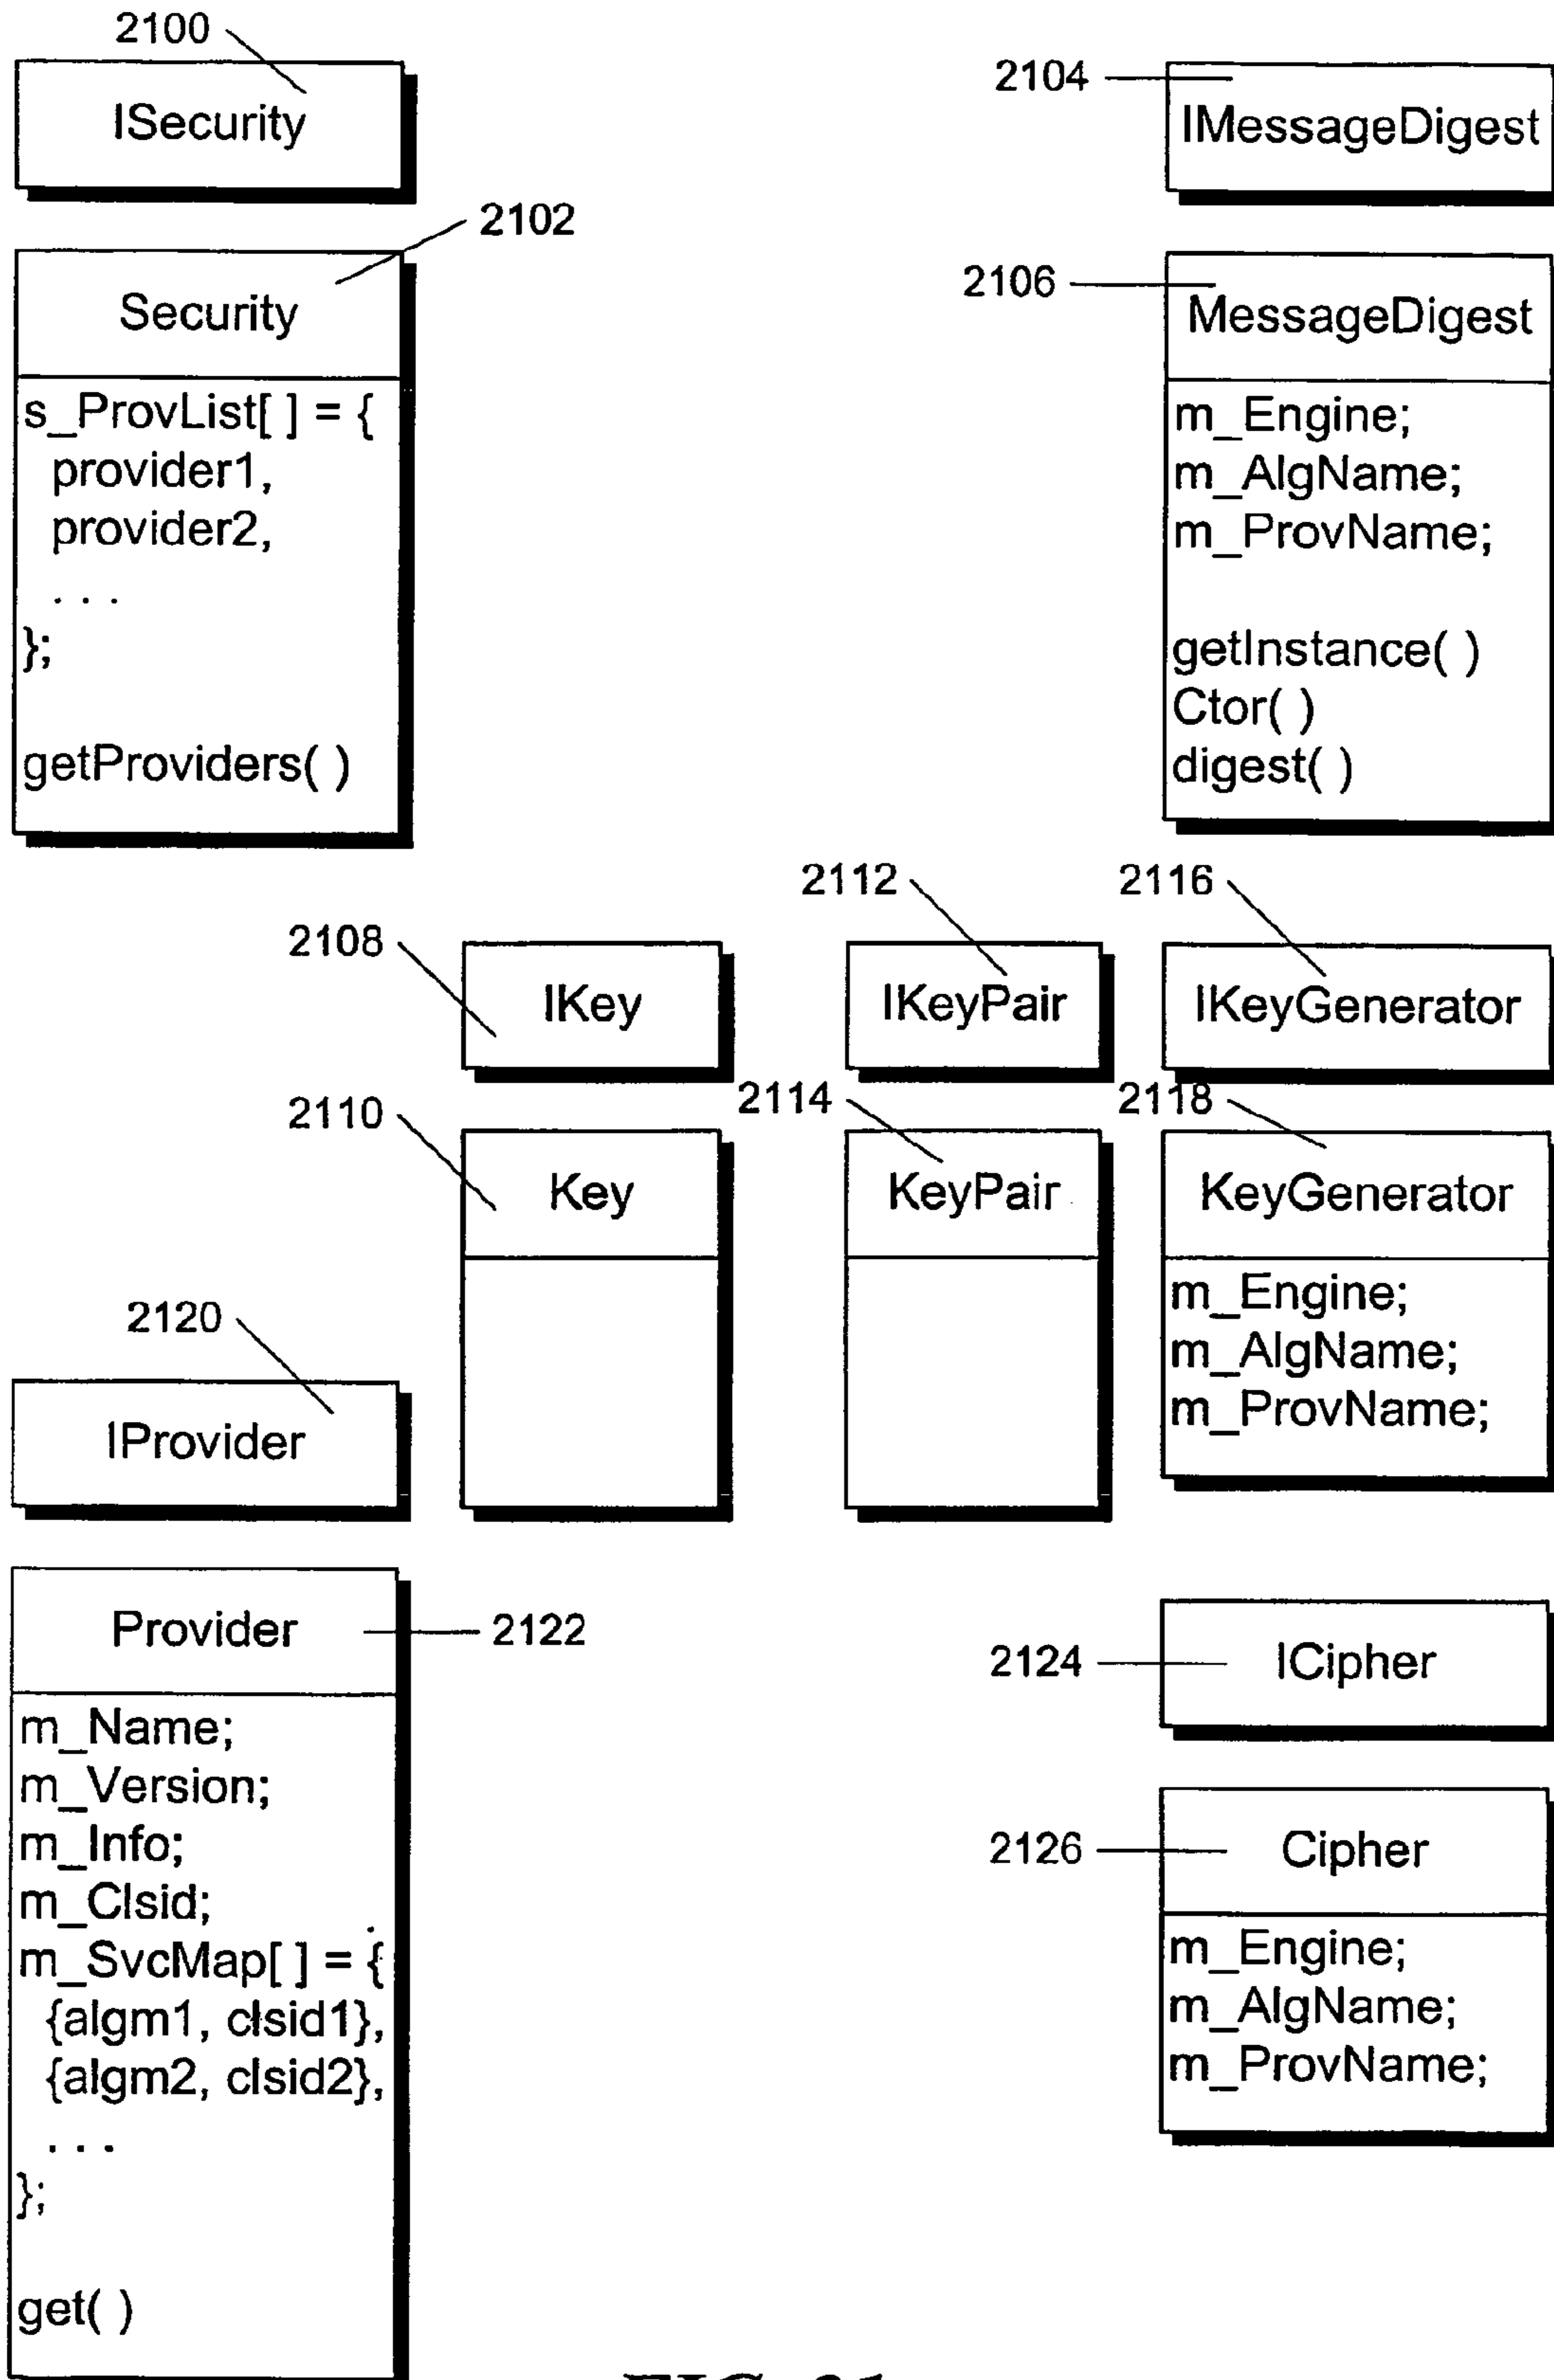 2100
ISecurity
2104
IMessageDigest
2102
Security
s_ProvList[ ] = {
provider1,
provider2,
. . .
};
getProviders( )
2106
MessageDigest
m_Engine;
m_AlgName;
m_ProvName;
getInstance( )
Ctor( )
digest( )
2108
IKey
2112
IKeyPair
2116
IKeyGenerator
2110
Key
2114
KeyPair
2118
KeyGenerator
m_Engine;
m_AlgName;
m_ProvName;
2120
IProvider
Provider
2122
m_Name;
m_Version;
m_Info;
m_Clsid;
m_SvcMap[ ] = {
{algm1, clsid1},
{algm2, clsid2},
. . .
};
get( )
2124
ICipher
2126
Cipher
m_Engine;
m_AlgName;
m_ProvName;